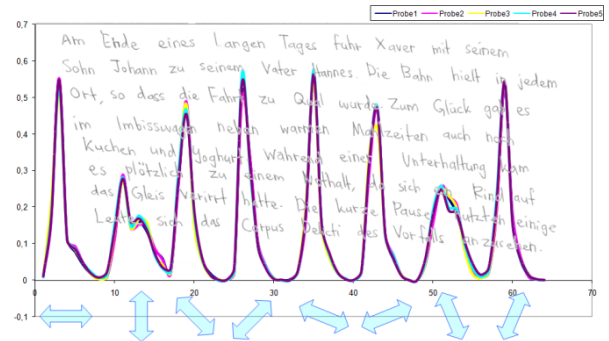 Probe1 Probe2 Probe3 Probe4 Probe5
0,7
0,6
0,5
0,4
0,3
0,2
0,1
0
-0,1
0 10 20 30 40 50 60 70
Am Ende eines Langen Tages fuhr Xaver mit seinem
Sohn Johann zu seinem Vater Hannes. Die Bahn hielt in jedem
Ort, so dass die Fahrt zu Qual wurde. Zum Glück gab es
im Imbisswagen neben warmen Mahlzeiten auch noch
Kuchen und Yoghurt. Während einer Unterhaltung kam
es plötzlich zu einem Nothalt, da sich ein Rind auf
das Gleis verirrt hatte. Die kurze Pause nutzten einige
Leute sich das Corpus Delicti des Vorfalls anzusehen.